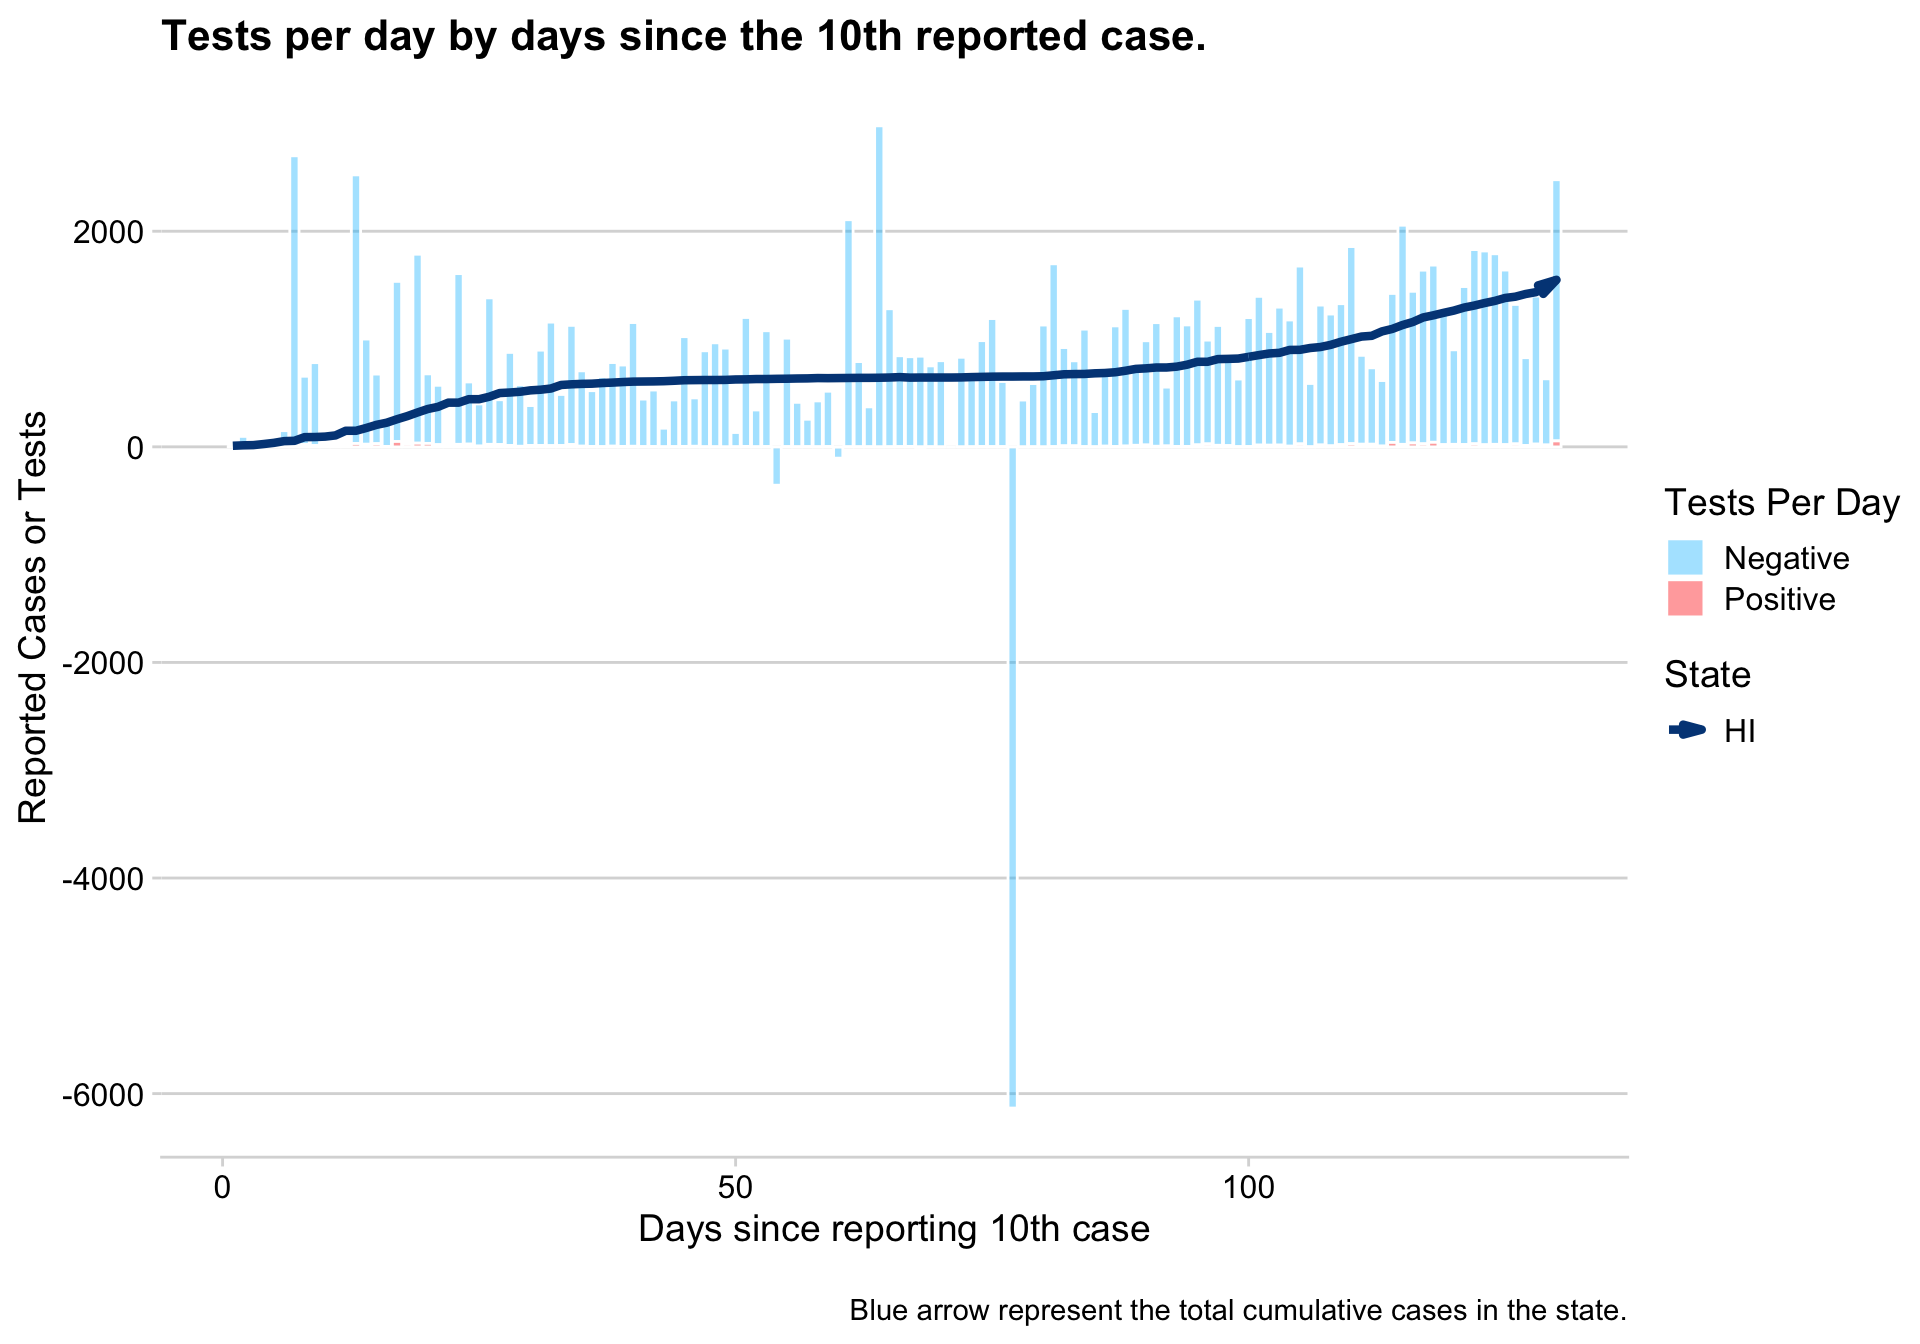 Tests per day by days since the 10th reported case.
Reported Cases or Tests
2000
0
-2000
-4000
-6000
0
50
100
Days since reporting 10th case
Tests Per Day
Negative
Positive
State
HI
Blue arrow represent the total cumulative cases in the state.